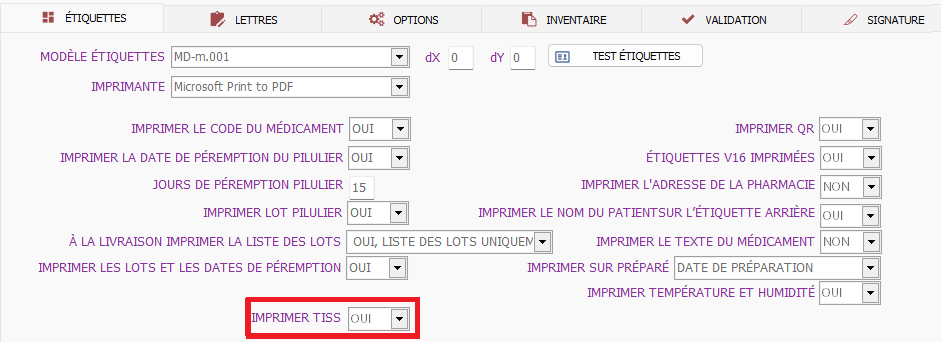 ÉTIQUETTES LETTRES OPTIONS INVENTAIRE VALIDATION SIGNATURE
MODÈLE ÉTIQUETTES MD-m.001 dX 0 dY 0 TEST ÉTIQUETTES
IMPRIMANTE Microsoft Print to PDF
IMPRIMER LE CODE DU MÉDICAMENT OUI IMPRIMER QR OUI
IMPRIMER LA DATE DE PÉREMPTION DU PILULIER OUI ÉTIQUETTES V16 IMPRIMÉES OUI
JOURS DE PÉREMPTION PILULIER 15 IMPRIMER L'ADRESSE DE LA PHARMACIE NON
IMPRIMER LOT PILULIER OUI IMPRIMER LE NOM DU PATIENTSUR L'ÉTIQUETTE ARRIÈRE OUI
À LA LIVRAISON IMPRIMER LA LISTE DES LOTS OUI, LISTE DES LOTS UNIQUEM IMPRIMER LE TEXTE DU MÉDICAMENT NON
IMPRIMER LES LOTS ET LES DATES DE PÉREMPTION OUI IMPRIMER SUR PRÉPARÉ DATE DE PRÉPARATION
IMPRIMER TEMPÉRATURE ET HUMIDITÉ OUI
IMPRIMER TISS OUI